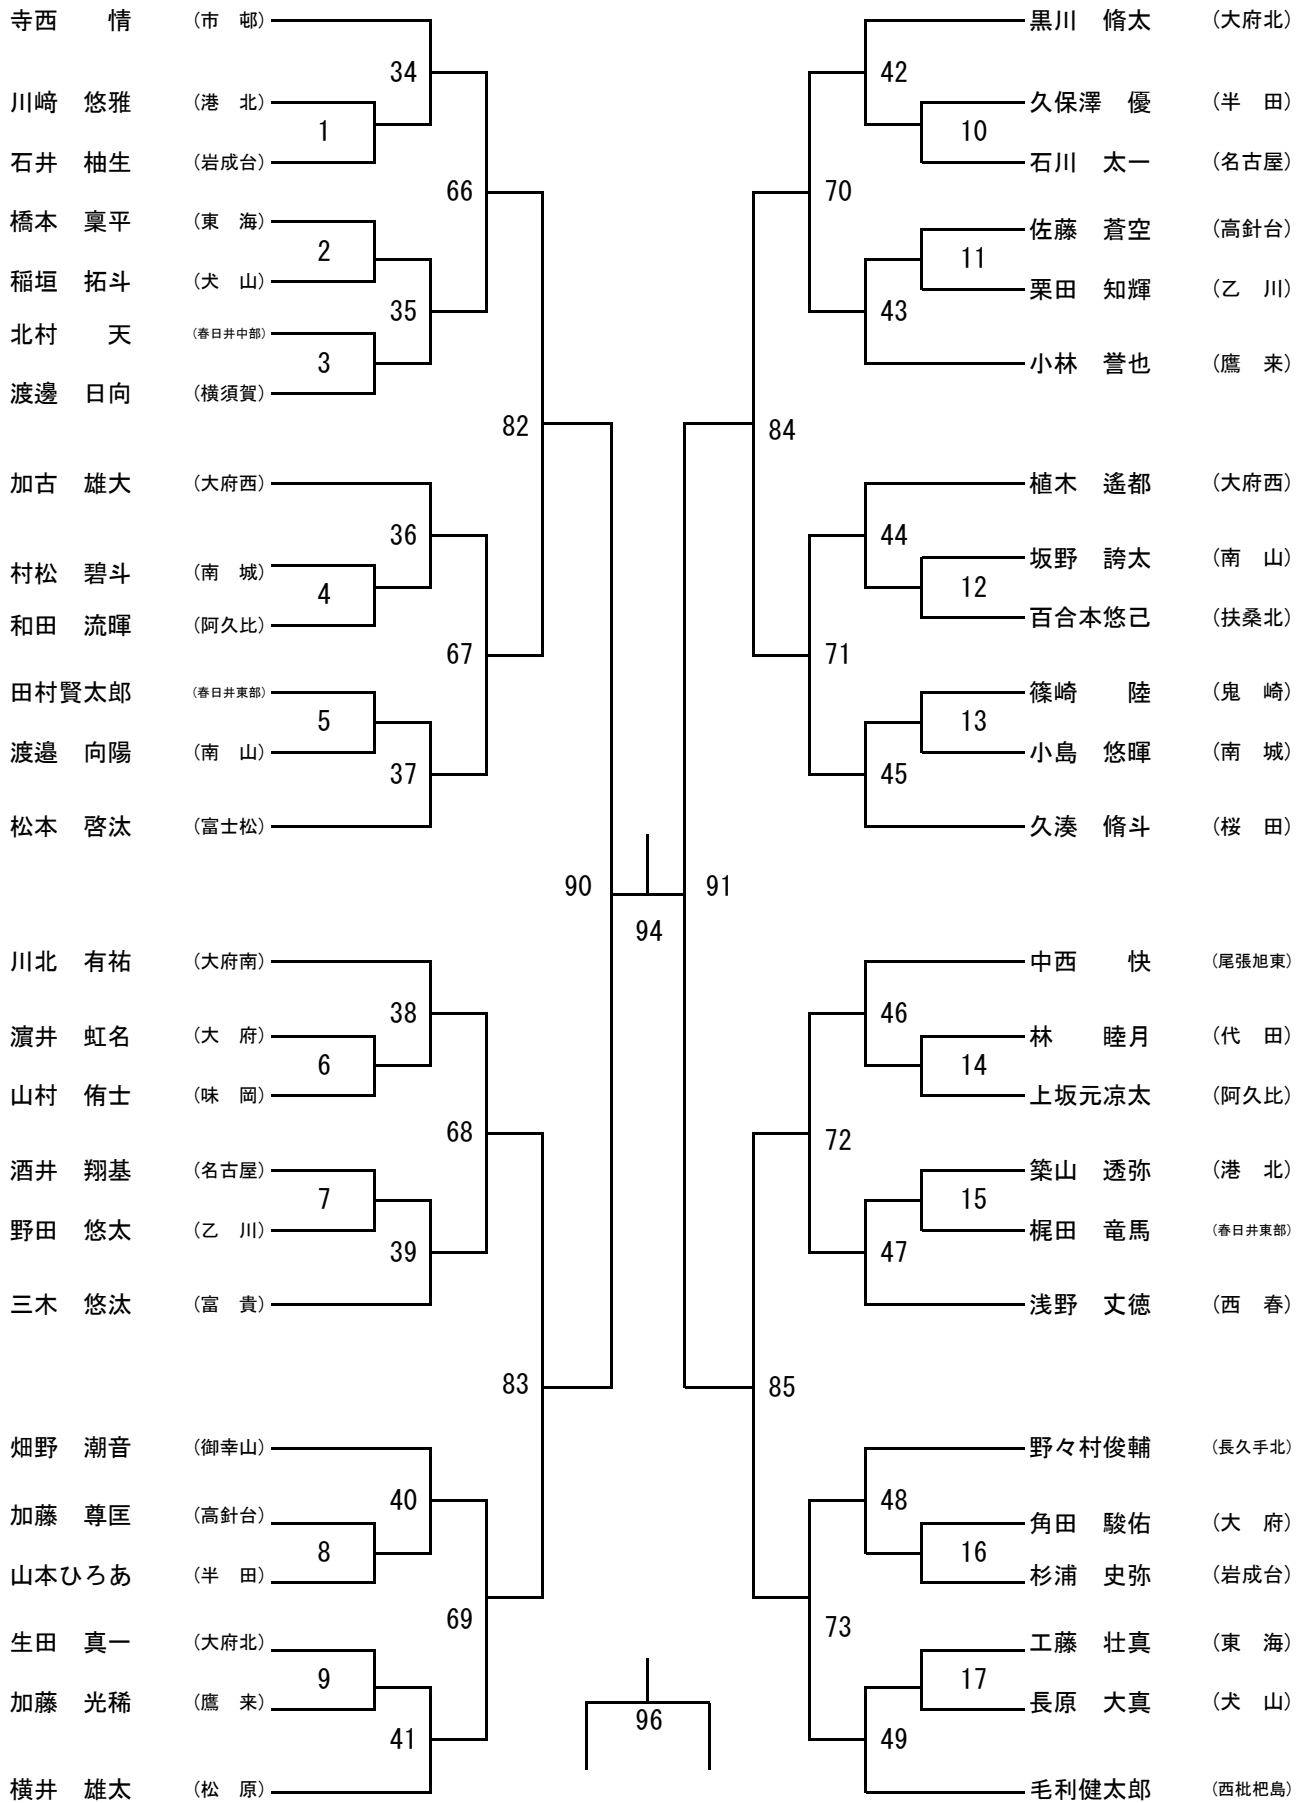 寺西　　情　（市　邨）
34
川﨑　悠雅　（港　北）
1
石井　柚生　（岩成台）
66
橋本　稟平　（東　海）
2
稲垣　拓斗　（犬　山）
35
北村　　天　（春日井中部）
3
渡邊　日向　（横須賀）
82
加古　雄大　（大府西）
36
村松　碧斗　（南　城）
4
和田　流暉　（阿久比）
67
田村賢太郎　（春日井東部）
5
渡邉　向陽　（南　山）
37
松本　啓汰　（富士松）
90
川北　有祐　（大府南）
38
濵井　虹名　（大　府）
6
山村　侑士　（味　岡）
68
酒井　翔基　（名古屋）
7
野田　悠太　（乙　川）
39
三木　悠汰　（富　貴）
83
畑野　潮音　（御幸山）
40
加藤　尊匡　（高針台）
8
山本ひろあ　（半　田）
69
生田　真一　（大府北）
9
加藤　光稀　（鷹　来）
41
横井　雄太　（松　原）
94
96
黒川　脩太　（大府北）
42
久保澤　優　（半　田）
10
石川　太一　（名古屋）
70
佐藤　蒼空　（高針台）
11
栗田　知輝　（乙　川）
43
小林　誉也　（鷹　来）
84
植木　遙都　（大府西）
44
坂野　誇太　（南　山）
12
百合本悠己　（扶桑北）
71
篠崎　　陸　（鬼　崎）
13
小島　悠暉　（南　城）
45
久湊　脩斗　（桜　田）
91
中西　　快　（尾張旭東）
46
林　　睦月　（代　田）
14
上坂元凉太　（阿久比）
72
築山　透弥　（港　北）
15
梶田　竜馬　（春日井東部）
47
浅野　丈徳　（西　春）
85
野々村俊輔　（長久手北）
48
角田　駿佑　（大　府）
16
杉浦　史弥　（岩成台）
73
工藤　壮真　（東　海）
17
長原　大真　（犬　山）
49
毛利健太郎　（西枇杷島）